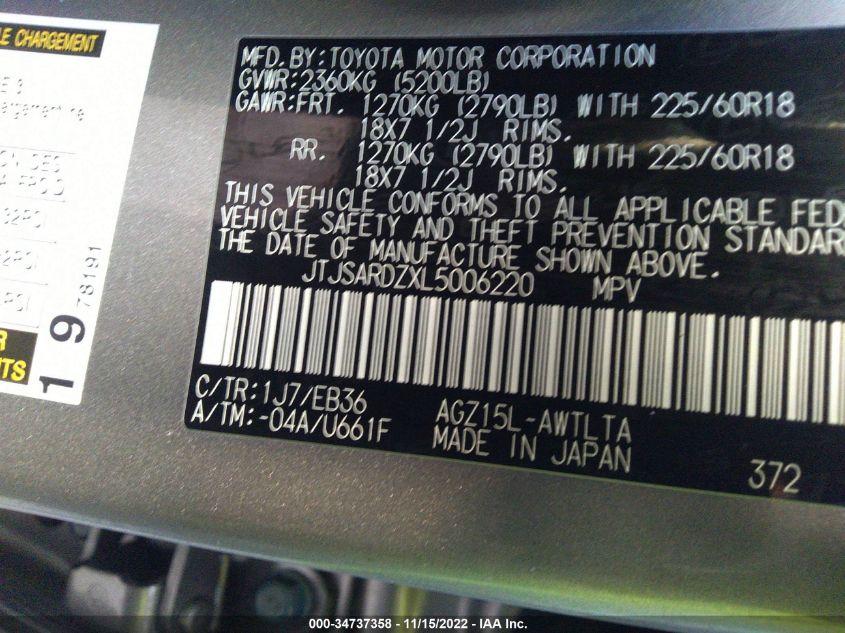 LE CHARGEMENT
19
78191
MFD.BY:TOYOTA MOTOR CORPORATION
GVWR:2360KG (5200LB)
GAWR:FRT. 1270KG (2790LB) WITH 225/60R18
18X7 1/2J RIMS.
RR. 1270KG (2790LB) WITH 225/60R18
18X7 1/2J RIMS.
THIS VEHICLE CONFORMS TO ALL APPLICABLE FED
VEHICLE SAFETY AND THEFT PREVENTION STANDAR
THE DATE OF MANUFACTURE SHOWN ABOVE.
JTJSARDZXL5006220 MPV
C/TR:1J7/EB36 AGZ15L-AWTLTA
A/TM:-04A/U661F MADE IN JAPAN
372
000-34737358 - 11/15/2022 - IAA Inc.